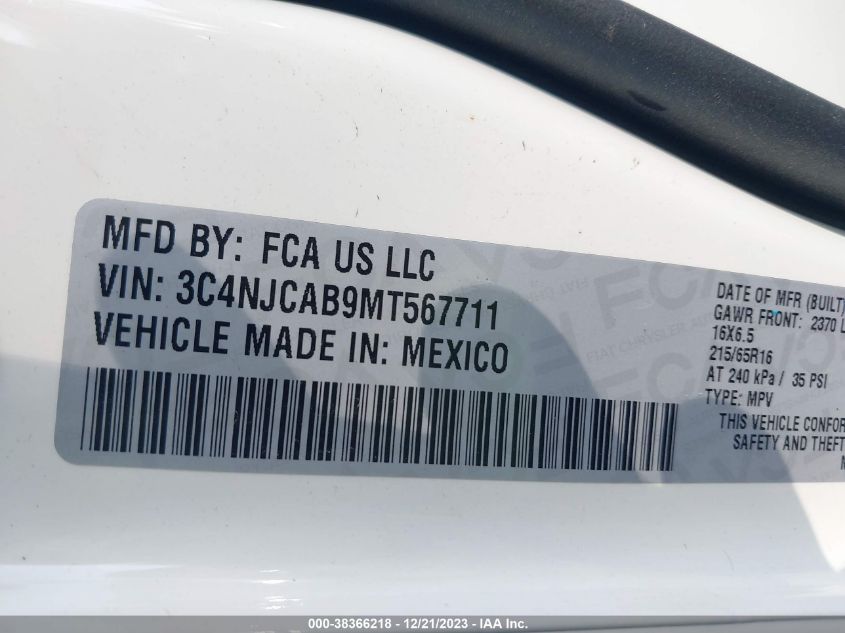 MFD BY: FCA US LLC
VIN: 3C4NJCAB9MT567711
VEHICLE MADE IN: MEXICO
DATE OF MFR (BUILT)
GAWR FRONT: 2370 L
16X6.5
215/65R16
AT 240 kPa / 35 PSI
TYPE: MPV
THIS VEHICLE CONFOR
SAFETY AND THEFT
000-38366218 - 12/21/2023 - IAA Inc.